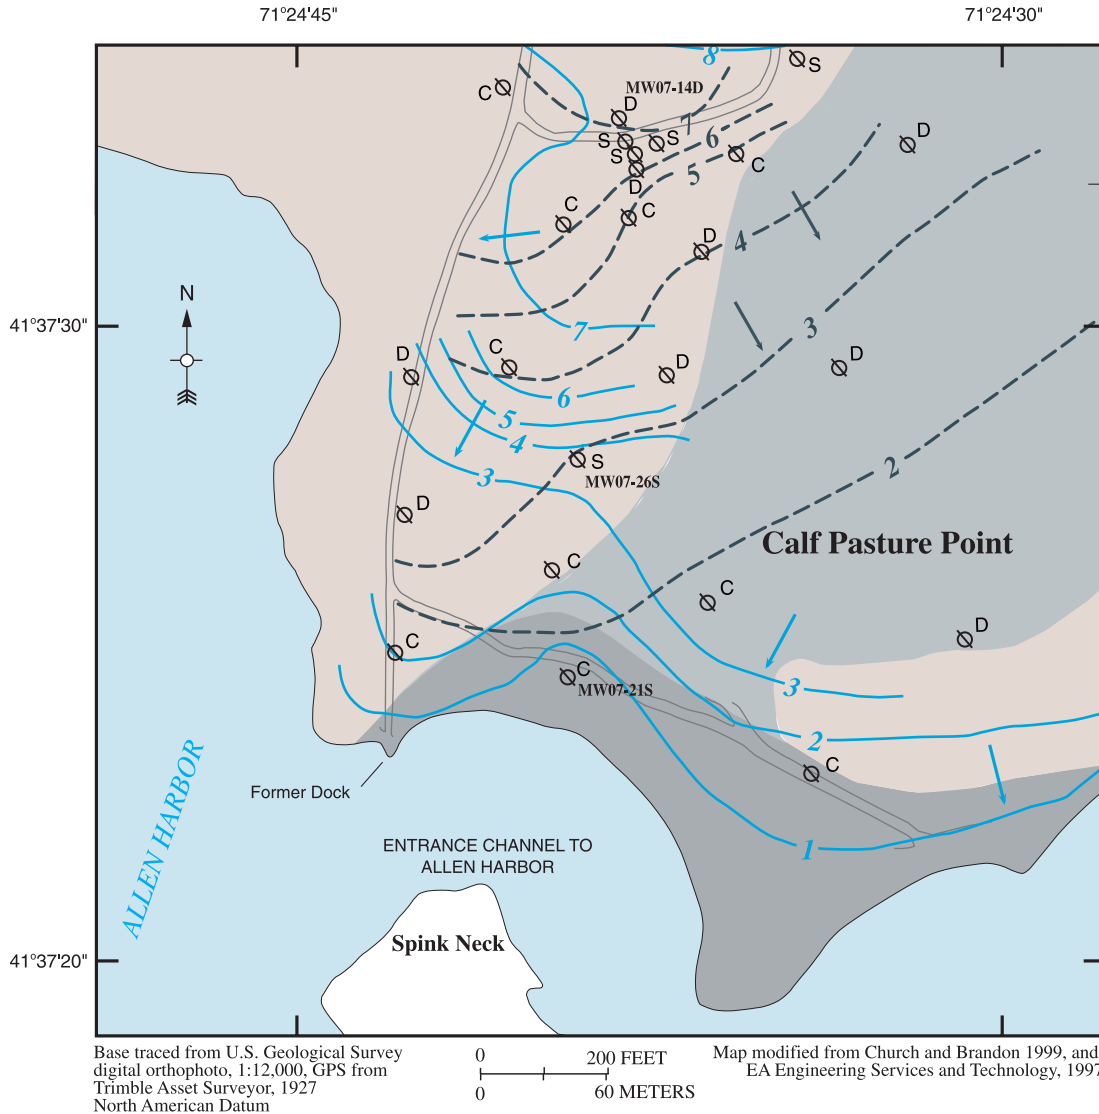 71°24'45" 71°24'30"
8
S
C
MW07-14D
D
7
6
D
S
S
S
C
5
D
C
C
4
D
N
41°37'30"
7
3
C
D
D
D
6
5
4
2
3
S
MW07-26S
D
Calf Pasture Point
C
C
D
C
C
MW07-21S
3
2
C
Former Dock
ALLEN HARBOR
ENTRANCE CHANNEL TO
ALLEN HARBOR
1
Spink Neck
41°37'20"
Base traced from U.S. Geological Survey
digital orthophoto, 1:12,000, GPS from
Trimble Asset Surveyor, 1927
North American Datum
0 200 FEET
0 60 METERS
Map modified from Church and Brandon 1999, and
EA Engineering Services and Technology, 1997